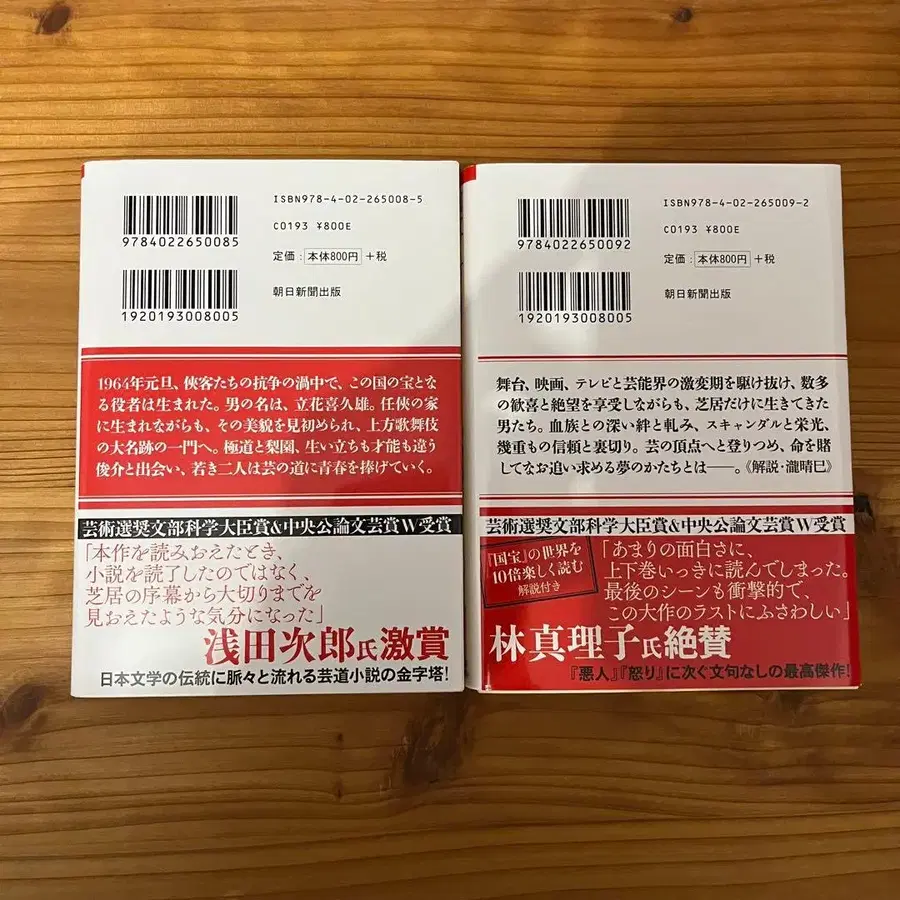 ISBN978-4-02-265008-5
9784022650085
C0193 ¥800E
定価：本体800円＋税
1920193008005
朝日新聞出版
1964年元旦、俠客たちの抗争の渦中で、この国の宝とな
る役者は生まれた。男の名は、立花喜久雄。任俠の家
に生まれながらも、その美貌を見初められ、上方歌舞伎
の大名跡の一門へ。極道と梨園、生い立ちも才能も違う
俊介と出会い、若き二人は芸の道に青春を捧げていく。
芸術選奨文部科学大臣賞&中央公論文芸賞W受賞
「本作を読みおえたとき、
小説を読了したのではなく、
芝居の序幕から大切りまでを
見おえたような気分になった」
浅田次郎氏激賞
日本文学の伝統に脈々と流れる芸道小説の金字塔!
ISBN978-4-02-265009-2
9784022650092
C0193 ¥800E
定価：本体800円＋税
1920193008005
朝日新聞出版
舞台、映画、テレビと芸能界の激変期を駆け抜け、数多
の歓喜と絶望を享受しながらも、芝居だけに生きてきた
男たち。血族との深い絆と軋み、スキャンダルと栄光、
幾重もの信頼と裏切り。芸の頂点へと登りつめ、命を賭
してなお追い求める夢のかたちとは――。《解説・瀧晴巳》
芸術選奨文部科学大臣賞&中央公論文芸賞W受賞
『国宝』の世界を
10倍楽しく読む
解説付き
「あまりの面白さに、
上下巻いっきに読んでしまった。
最後のシーンも衝撃的で、
この大作のラストにふさわしい」
林真理子氏絶賛
『悪人』『怒り』に次ぐ文句なしの最高傑作!